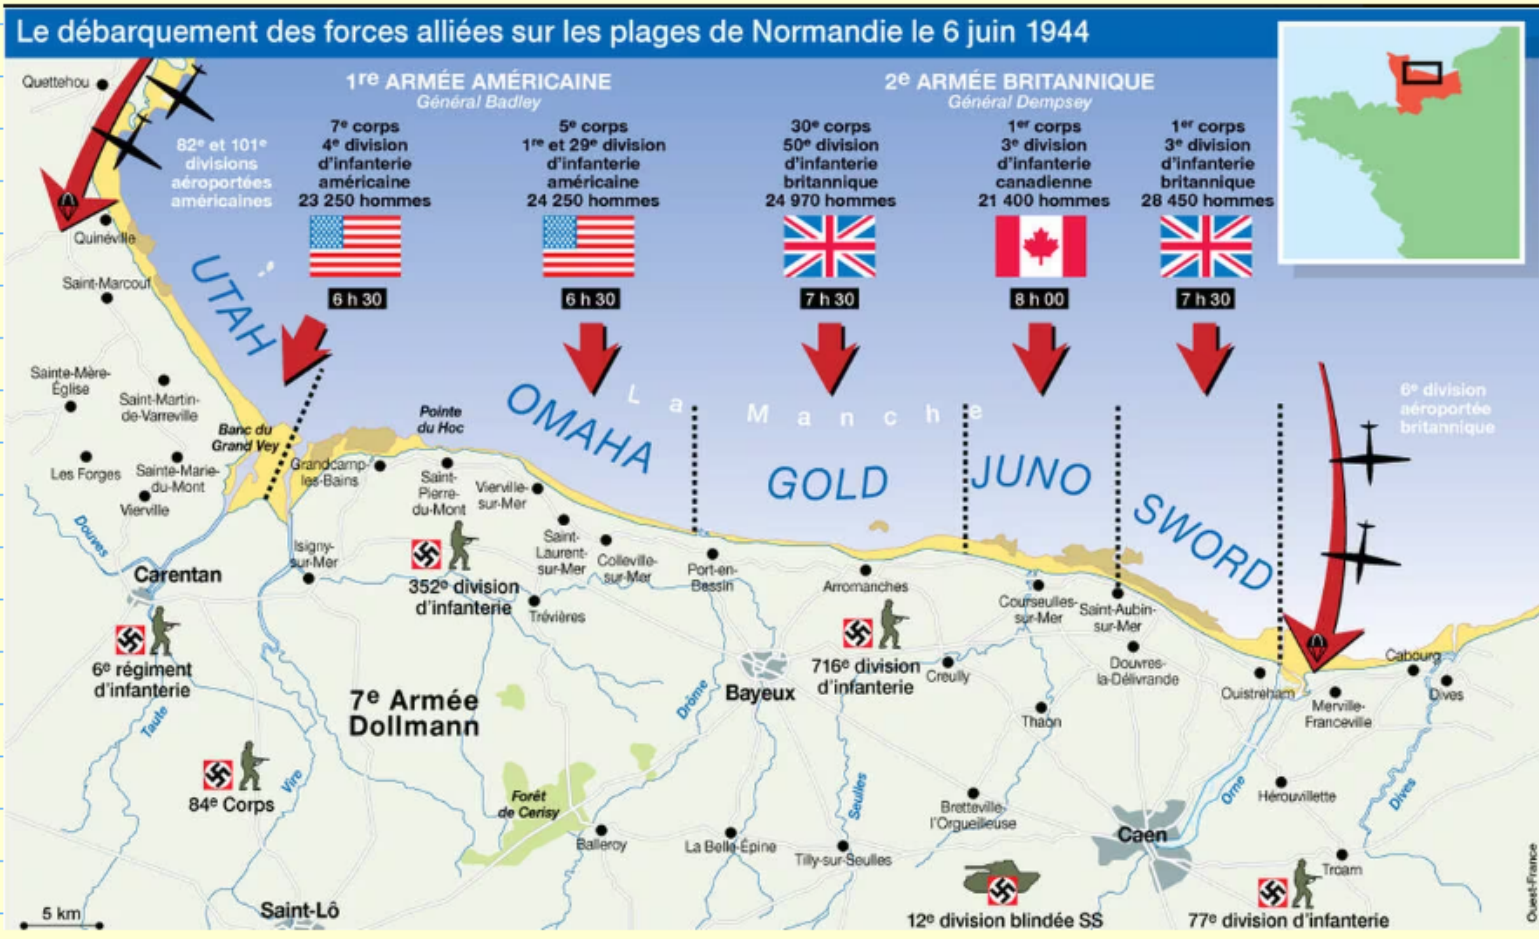 Le débarquement des forces alliées sur les plages de Normandie le 6 juin 1944
1re ARMÉE AMÉRICAINE
Général Badley
2e ARMÉE BRITANNIQUE
Général Dempsey
82e et 101e
divisions
aéroportées
américaines
7e corps
4e division
d'infanterie
américaine
23 250 hommes
6 h 30
5e corps
1re et 29e division
d'infanterie
américaine
24 250 hommes
6 h 30
30e corps
50e division
d'infanterie
britannique
24 970 hommes
7 h 30
1er corps
3e division
d'infanterie
canadienne
21 400 hommes
8 h 00
1er corps
3e division
d'infanterie
britannique
28 450 hommes
7 h 30
6e division
aéroportée
britannique
UTAH
OMAHA
GOLD
JUNO
SWORD
La Manche
Quettehou
Quinéville
Saint-Marcouf
Sainte-Mère-
Église
Saint-Martin-
de-Varreville
Les Forges
Sainte-Marie-
du-Mont
Vierville
Banc du
Grand Vey
Grandcamp-
les-Bains
Pointe
du Hoc
Saint-
Pierre-
du-Mont
Vierville-
sur-Mer
Saint-
Laurent-
sur-Mer
Colleville-
sur-Mer
Port-en-
Bessin
Arromanches
Courseulles-
sur-Mer
Saint-Aubin-
sur-Mer
Douvres-
la-Délivrande
Ouistreham
Merville-
Franceville
Cabourg
Dives
Douves
Carentan
Isigny-
sur-Mer
352e division
d'infanterie
Trévières
6e régiment
d'infanterie
7e Armée
Dollmann
Bayeux
716e division
d'infanterie
Creully
Thaon
Taute
84e Corps
Vire
Drôme
Seulles
Orne
Dives
Hérouvillette
Forêt
de Cerisy
Balleroy
La Belle-Épine
Tilly-sur-Seulles
Bretteville-
l'Orgueilleuse
Caen
Troarn
Saint-Lô
12e division blindée SS
77e division d'infanterie
5 km
Ouest-France